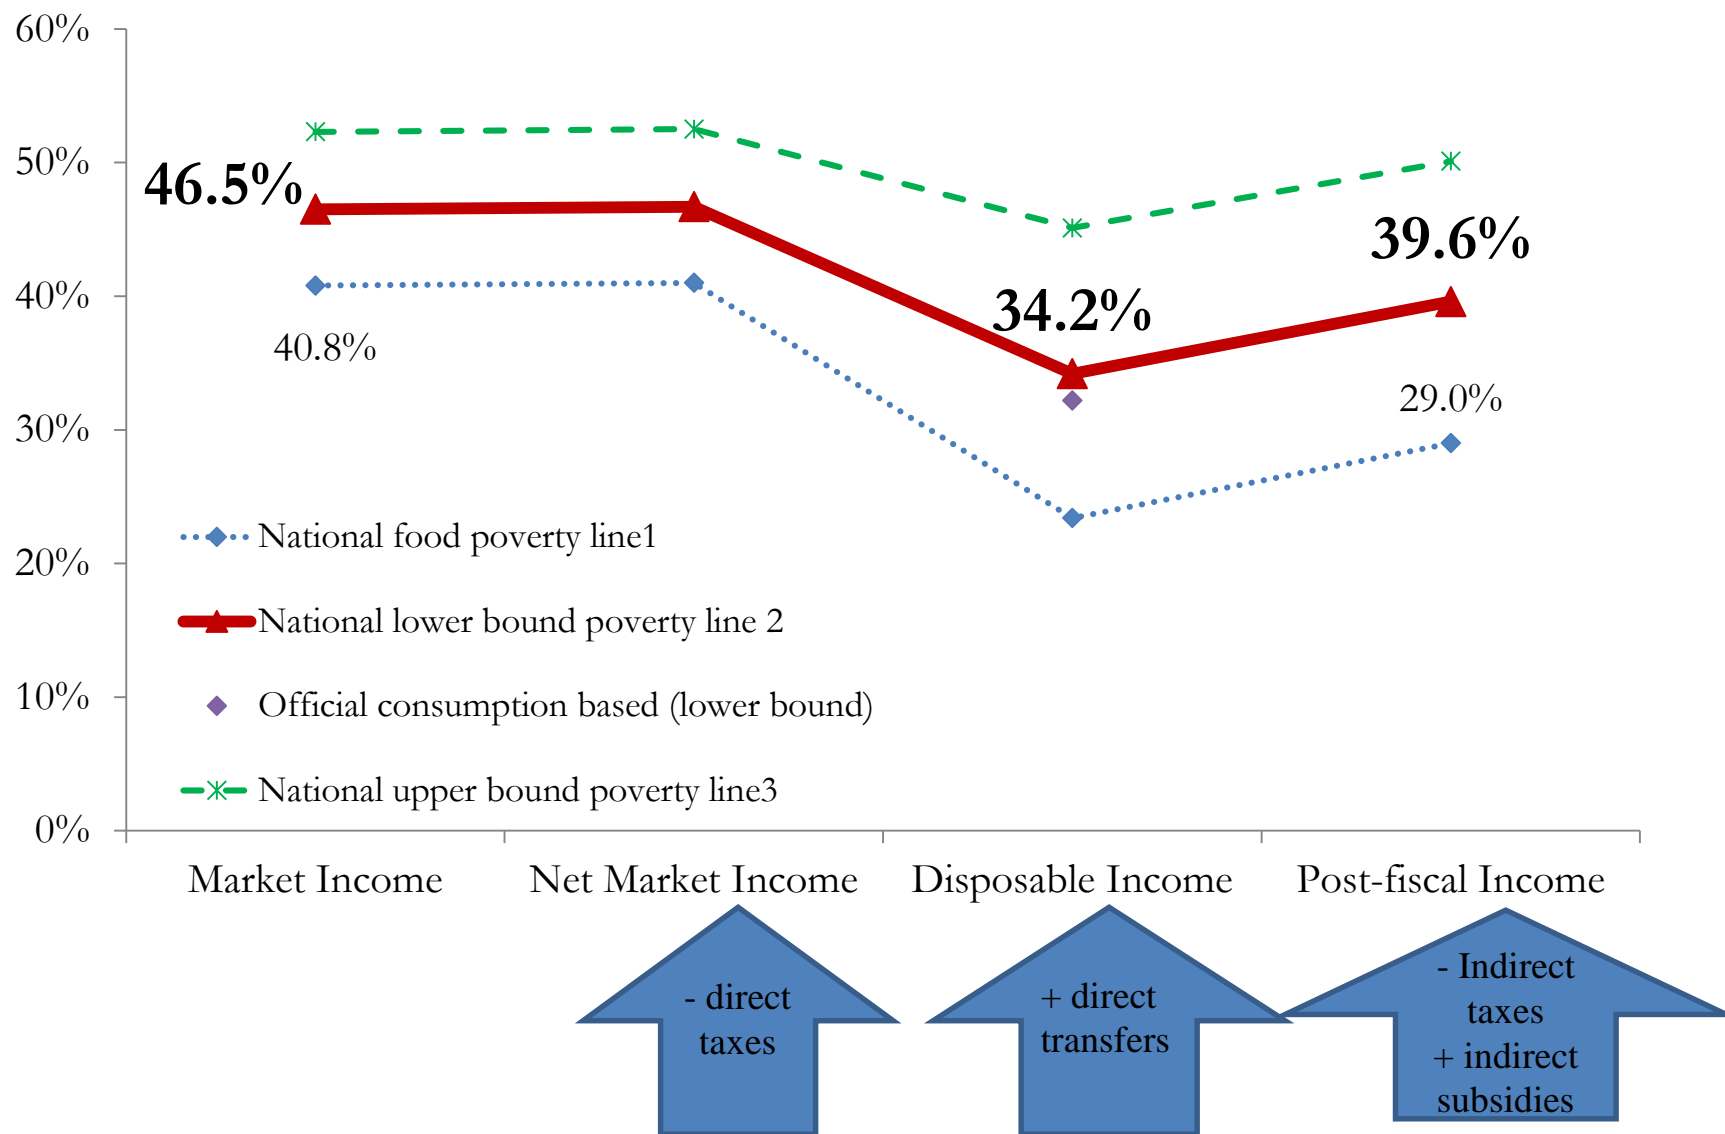 60%
50%
40%
30%
20%
10%
0%
46.5%
40.8%
34.2%
39.6%
29.0%
National food poverty line1
National lower bound poverty line 2
Official consumption based (lower bound)
National upper bound poverty line3
Market Income
Net Market Income
Disposable Income
Post-fiscal Income
- direct
taxes
+ direct
transfers
- Indirect
taxes
+ indirect
subsidies